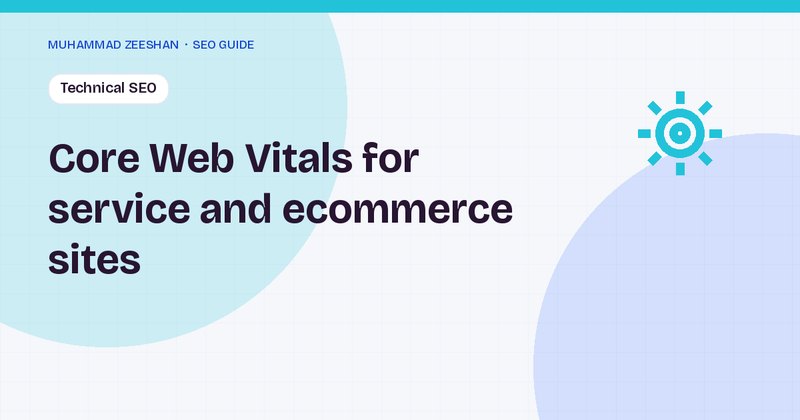 MUHAMMAD ZEESHAN · SEO GUIDE
Technical SEO
Core Web Vitals for
service and ecommerce
sites